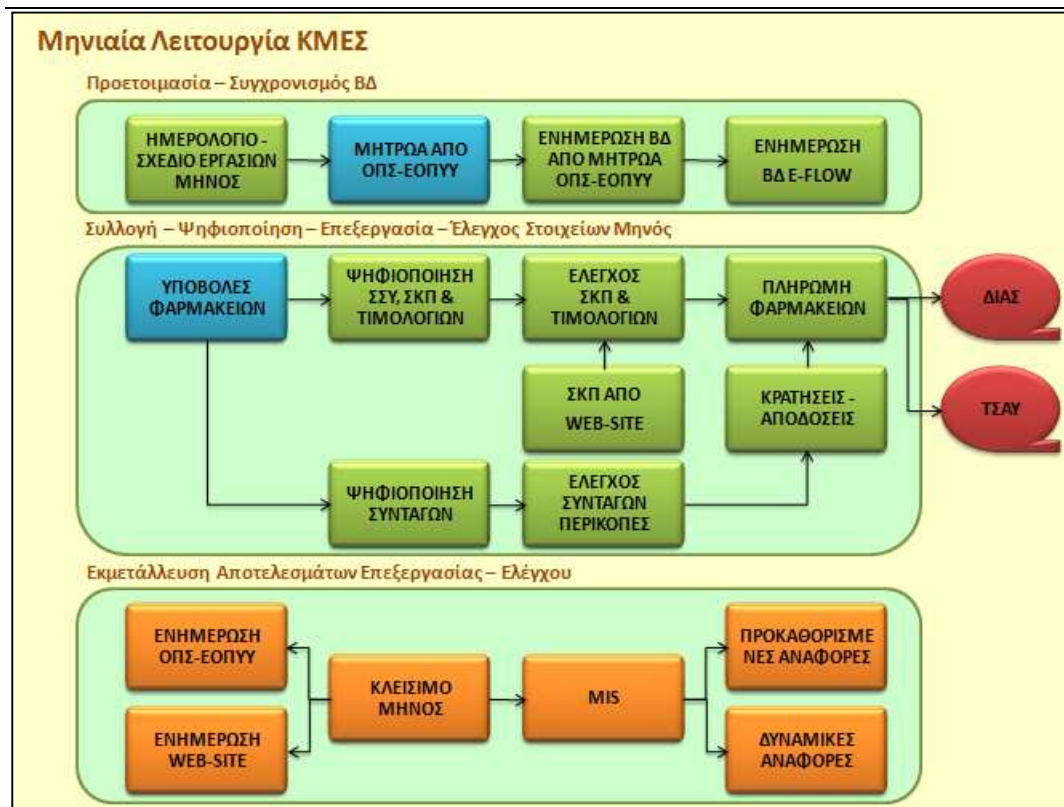 Μηνιαία Λειτουργία ΚΜΕΣ
Προετοιμασία – Συγχρονισμός ΒΔ
ΗΜΕΡΟΛΟΓΙΟ -
ΣΧΕΔΙΟ ΕΡΓΑΣΙΩΝ
ΜΗΝΟΣ
ΜΗΤΡΩΑ ΑΠΟ
ΟΠΣ-ΕΟΠΥΥ
ΕΝΗΜΕΡΩΣΗ ΒΔ
ΑΠΟ ΜΗΤΡΩΑ
ΟΠΣ-ΕΟΠΥΥ
ΕΝΗΜΕΡΩΣΗ
ΒΔ E-FLOW
Συλλογή – Ψηφιοποίηση – Επεξεργασία – Έλεγχος Στοιχείων Μηνός
ΥΠΟΒΟΛΕΣ
ΦΑΡΜΑΚΕΙΩΝ
ΨΗΦΙΟΠΟΙΗΣΗ
ΣΣΥ, ΣΚΠ &
ΤΙΜΟΛΟΓΙΩΝ
ΕΛΕΓΧΟΣ
ΣΚΠ &
ΤΙΜΟΛΟΓΙΩΝ
ΠΛΗΡΩΜΗ
ΦΑΡΜΑΚΕΙΩΝ
ΔΙΑΣ
ΣΚΠ ΑΠΟ
WEB-SITE
ΚΡΑΤΗΣΕΙΣ -
ΑΠΟΔΟΣΕΙΣ
ΤΣΑΥ
ΨΗΦΙΟΠΟΙΗΣΗ
ΣΥΝΤΑΓΩΝ
ΕΛΕΓΧΟΣ
ΣΥΝΤΑΓΩΝ
ΠΕΡΙΚΟΠΕΣ
Εκμετάλλευση Αποτελεσμάτων Επεξεργασίας – Ελέγχου
ΕΝΗΜΕΡΩΣΗ
ΟΠΣ-ΕΟΠΥΥ
ΕΝΗΜΕΡΩΣΗ
WEB-SITE
ΚΛΕΙΣΙΜΟ
ΜΗΝΟΣ
MIS
ΠΡΟΚΑΘΟΡΙΣΜΕ
ΝΕΣ ΑΝΑΦΟΡΕΣ
ΔΥΝΑΜΙΚΕΣ
ΑΝΑΦΟΡΕΣ